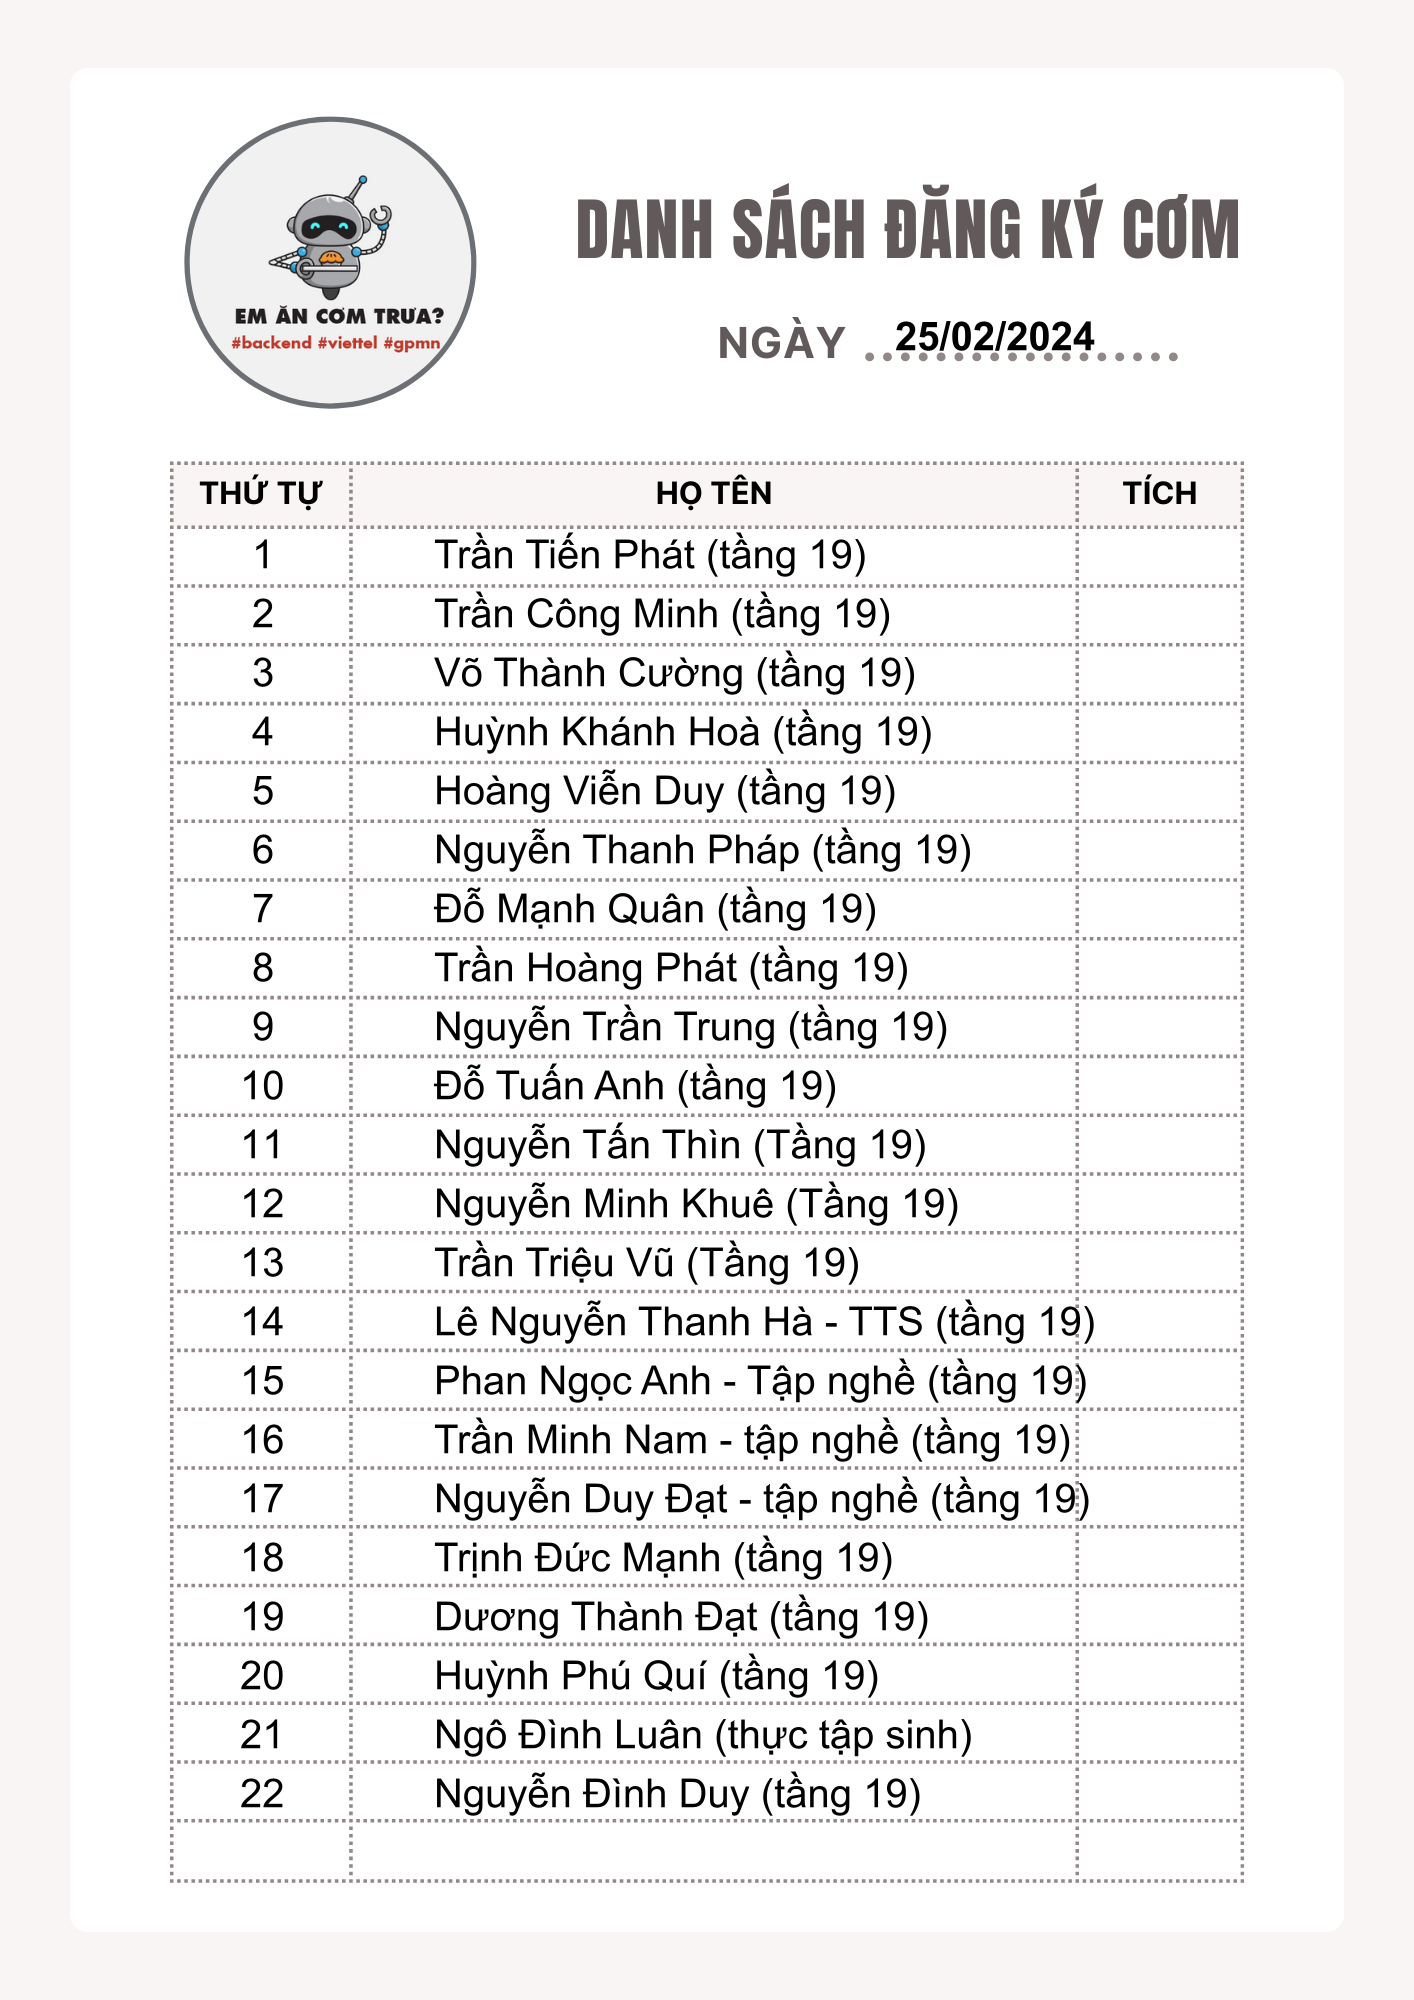 EM ĂN CƠM TRƯA?
#backend #viettel #gpmn
DANH SÁCH ĐĂNG KÝ CƠM
NGÀY 25/02/2024
THỨ TỰ HỌ TÊN TÍCH
1 Trần Tiến Phát (tầng 19)
2 Trần Công Minh (tầng 19)
3 Võ Thành Cường (tầng 19)
4 Huỳnh Khánh Hoà (tầng 19)
5 Hoàng Viễn Duy (tầng 19)
6 Nguyễn Thanh Pháp (tầng 19)
7 Đỗ Mạnh Quân (tầng 19)
8 Trần Hoàng Phát (tầng 19)
9 Nguyễn Trần Trung (tầng 19)
10 Đỗ Tuấn Anh (tầng 19)
11 Nguyễn Tấn Thìn (Tầng 19)
12 Nguyễn Minh Khuê (Tầng 19)
13 Trần Triệu Vũ (Tầng 19)
14 Lê Nguyễn Thanh Hà - TTS (tầng 19)
15 Phan Ngọc Anh - Tập nghề (tầng 19)
16 Trần Minh Nam - tập nghề (tầng 19)
17 Nguyễn Duy Đạt - tập nghề (tầng 19)
18 Trịnh Đức Mạnh (tầng 19)
19 Dương Thành Đạt (tầng 19)
20 Huỳnh Phú Quí (tầng 19)
21 Ngô Đình Luân (thực tập sinh)
22 Nguyễn Đình Duy (tầng 19)